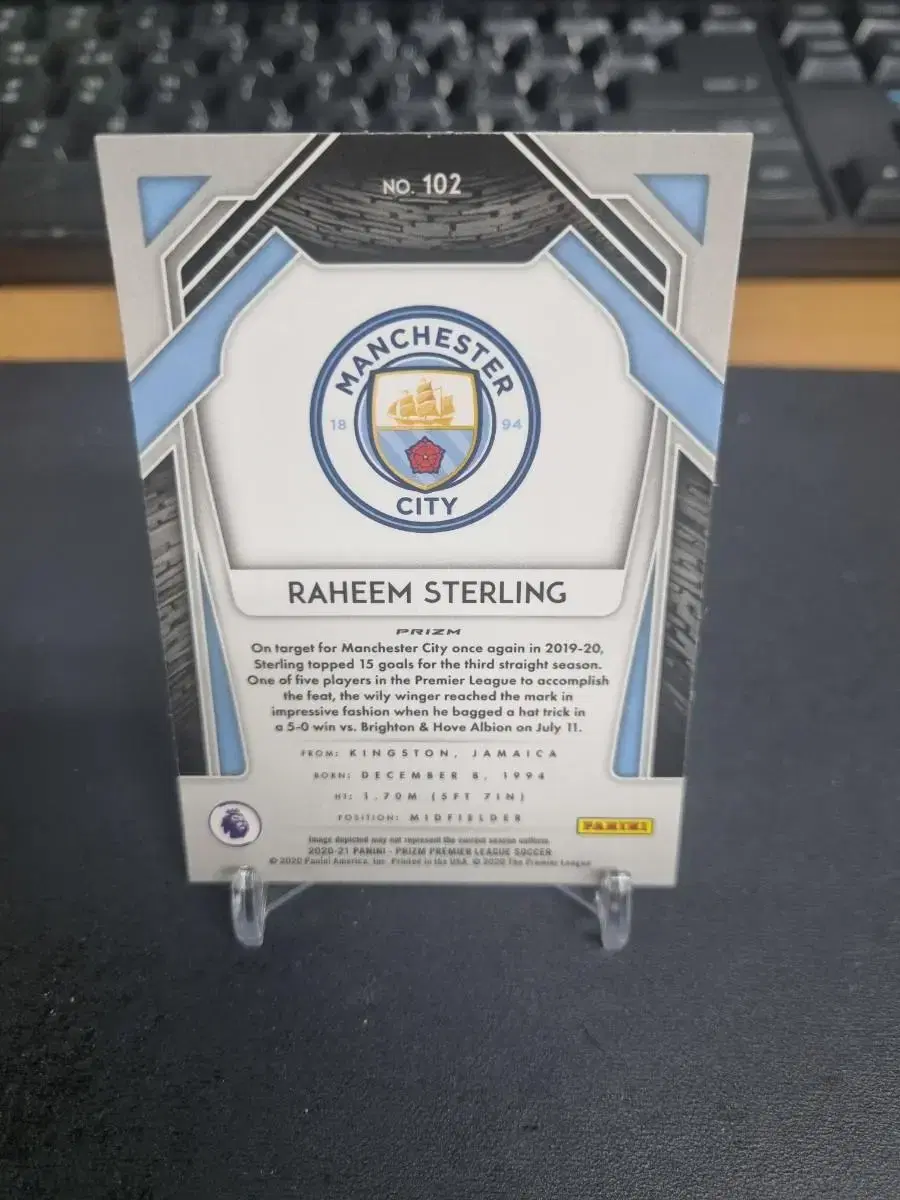 NO. 102
MANCHESTER
18 94
CITY
RAHEEM STERLING
PRIZM
On target for Manchester City once again in 2019-20,
Sterling topped 15 goals for the third straight season.
One of five players in the Premier League to accomplish
the feat, the wily winger reached the mark in
impressive fashion when he bagged a hat trick in
a 5-0 win vs. Brighton & Hove Albion on July 11.
FROM: KINGSTON, JAMAICA
BORN: DECEMBER 8, 1994
HT: 1.70M (5FT 7IN)
POSITION: MIDFIELDER
PANINI
Image depicted may not represent the current season uniform.
2020-21 PANINI - PRIZM PREMIER LEAGUE SOCCER
© 2020 Panini America, Inc. Printed in the USA. © 2020 The Premier League